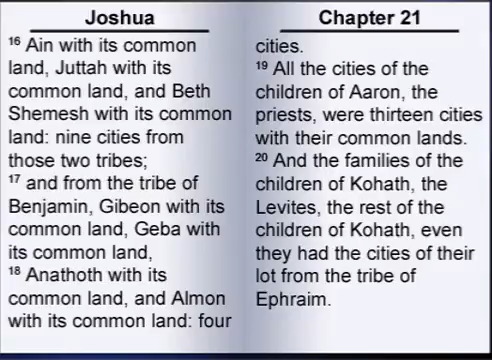 Joshua
16 Ain with its common
land, Juttah with its
common land, and Beth
Shemesh with its common
land: nine cities from
those two tribes;
17 and from the tribe of
Benjamin, Gibeon with its
common land, Geba with
its common land,
18 Anathoth with its
common land, and Almon
with its common land: four
Chapter 21
cities.
19 All the cities of the
children of Aaron, the
priests, were thirteen cities
with their common lands.
20 And the families of the
children of Kohath, the
Levites, the rest of the
children of Kohath, even
they had the cities of their
lot from the tribe of
Ephraim.